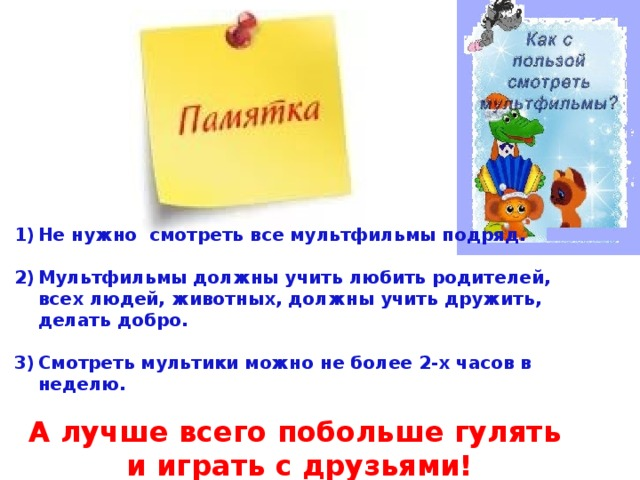 Памятка
Как с
пользой
смотреть
мультфильмы?
1) Не нужно смотреть все мультфильмы подряд.
2) Мультфильмы должны учить любить родителей,
всех людей, животных, должны учить дружить,
делать добро.
3) Смотреть мультики можно не более 2-х часов в
неделю.
А лучше всего побольше гулять
и играть с друзьями!